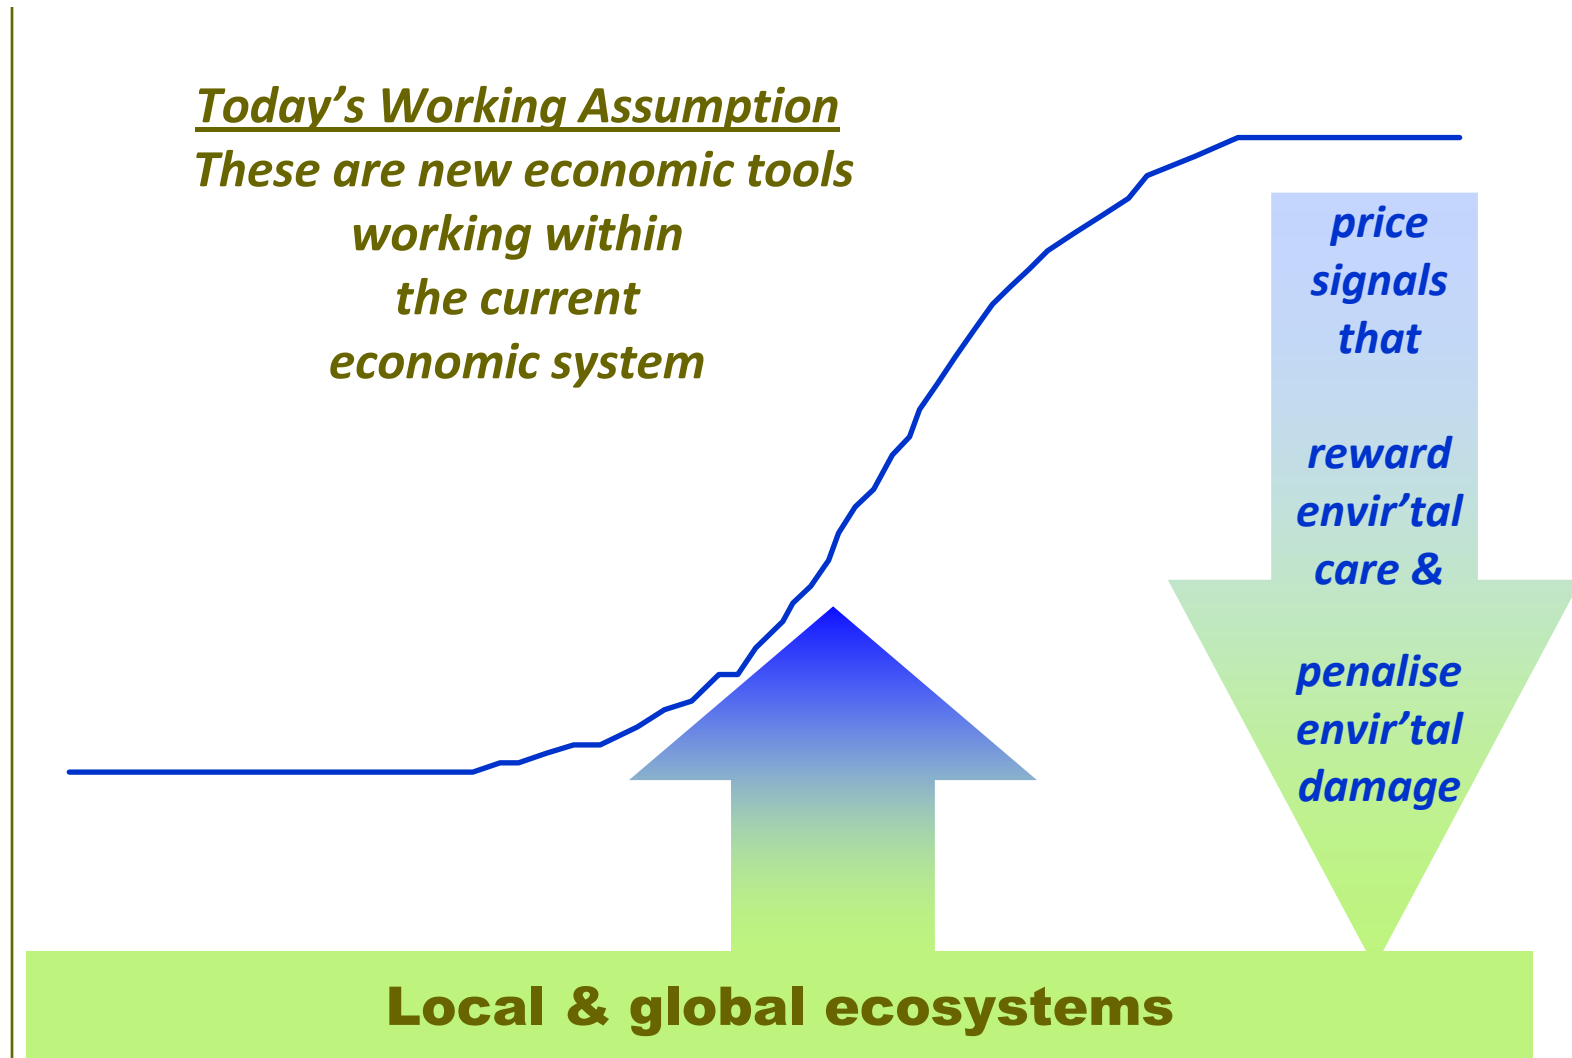 Today’s Working Assumption
These are new economic tools
working within
the current
economic system
price
signals
that
reward
envir’tal
care &
penalise
envir’tal
damage
Local & global ecosystems